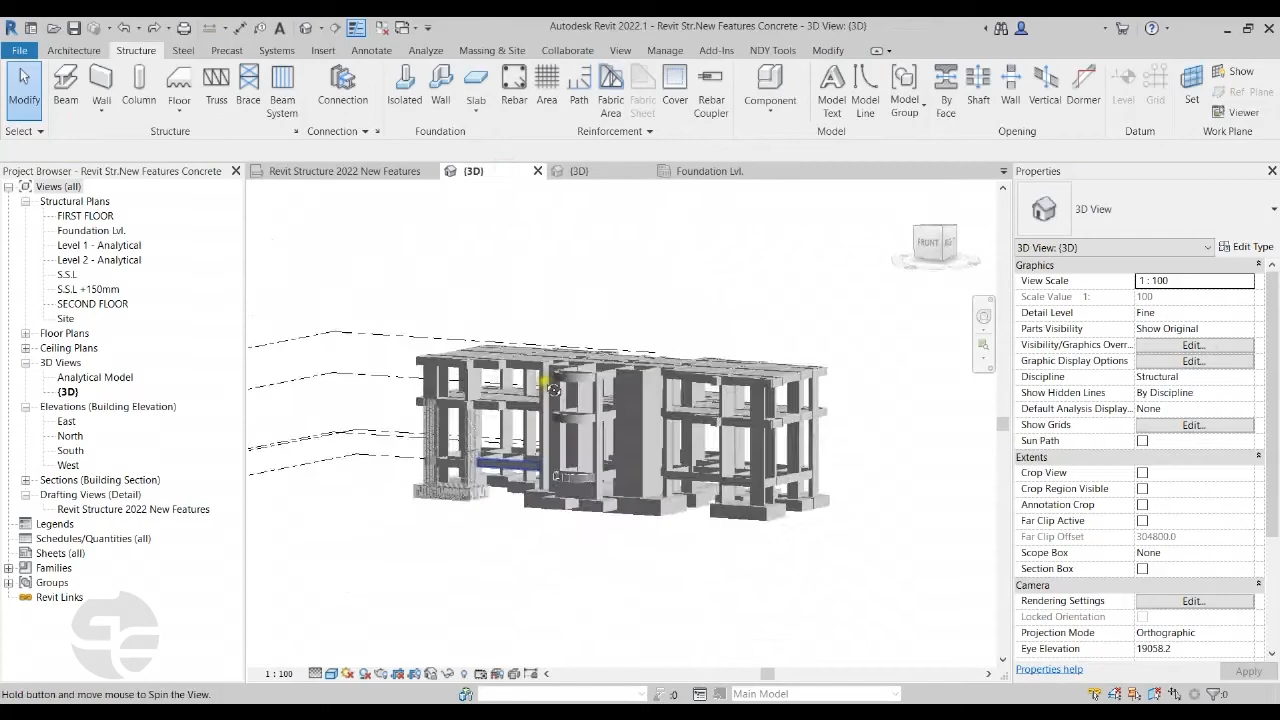 Autodesk Revit 2022.1 - Revit Str.New Features Concrete - 3D View: {3D}
File Architecture Structure Steel Precast Systems Insert Annotate Analyze Massing & Site Collaborate View Manage Add-Ins NDY Tools Modify
Modify Beam Wall Column Floor Truss Brace Beam System Connection Isolated Wall Slab Rebar Area Path Fabric Area Fabric Sheet Cover Rebar Coupler Component Model Text Model Line Model Group By Face Shaft Wall Vertical Dormer Level Grid Set Show Ref. Plane Viewer
Select Structure Connection Foundation Reinforcement Model Opening Datum Work Plane
Project Browser - Revit Str.New Features Concrete
Views (all)
Structural Plans
FIRST FLOOR
Foundation Lvl.
Level 1 - Analytical
Level 2 - Analytical
S.S.L
S.S.L +150mm
SECOND FLOOR
Site
Floor Plans
Ceiling Plans
3D Views
Analytical Model
{3D}
Elevations (Building Elevation)
East
North
South
West
Sections (Building Section)
Drafting Views (Detail)
Revit Structure 2022 New Features
Legends
Schedules/Quantities (all)
Sheets (all)
Families
Groups
Revit Links
Revit Structure 2022 New Features {3D} {3D} Foundation Lvl.
FRONT
1 : 100
Properties
3D View
3D View: {3D} Edit Type
Graphics
View Scale 1 : 100
Scale Value 1: 100
Detail Level Fine
Parts Visibility Show Original
Visibility/Graphics Overr... Edit...
Graphic Display Options Edit...
Discipline Structural
Show Hidden Lines By Discipline
Default Analysis Display... None
Show Grids Edit...
Sun Path
Extents
Crop View
Crop Region Visible
Annotation Crop
Far Clip Active
Far Clip Offset 304800.0
Scope Box None
Section Box
Camera
Rendering Settings Edit...
Locked Orientation
Projection Mode Orthographic
Eye Elevation 19058.2
Properties help Apply
Hold button and move mouse to Spin the View. :0 Main Model :0